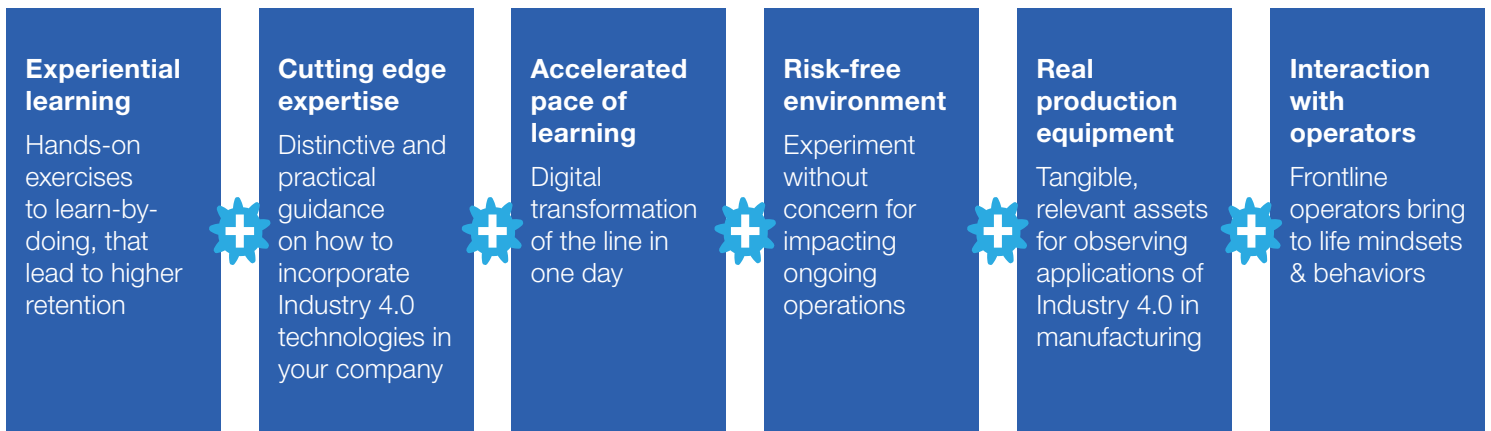 Experiential
learning
Hands-on
exercises
to learn-by-
doing, that
lead to higher
retention
Cutting edge
expertise
Distinctive and
practical
guidance
on how to
incorporate
Industry 4.0
technologies in
your company
Accelerated
pace of
learning
Digital
transformation
of the line in
one day
Risk-free
environment
Experiment
without
concern for
impacting
ongoing
operations
Real
production
equipment
Tangible,
relevant assets
for observing
applications of
Industry 4.0 in
manufacturing
Interaction
with
operators
Frontline
operators bring
to life mindsets
& behaviors